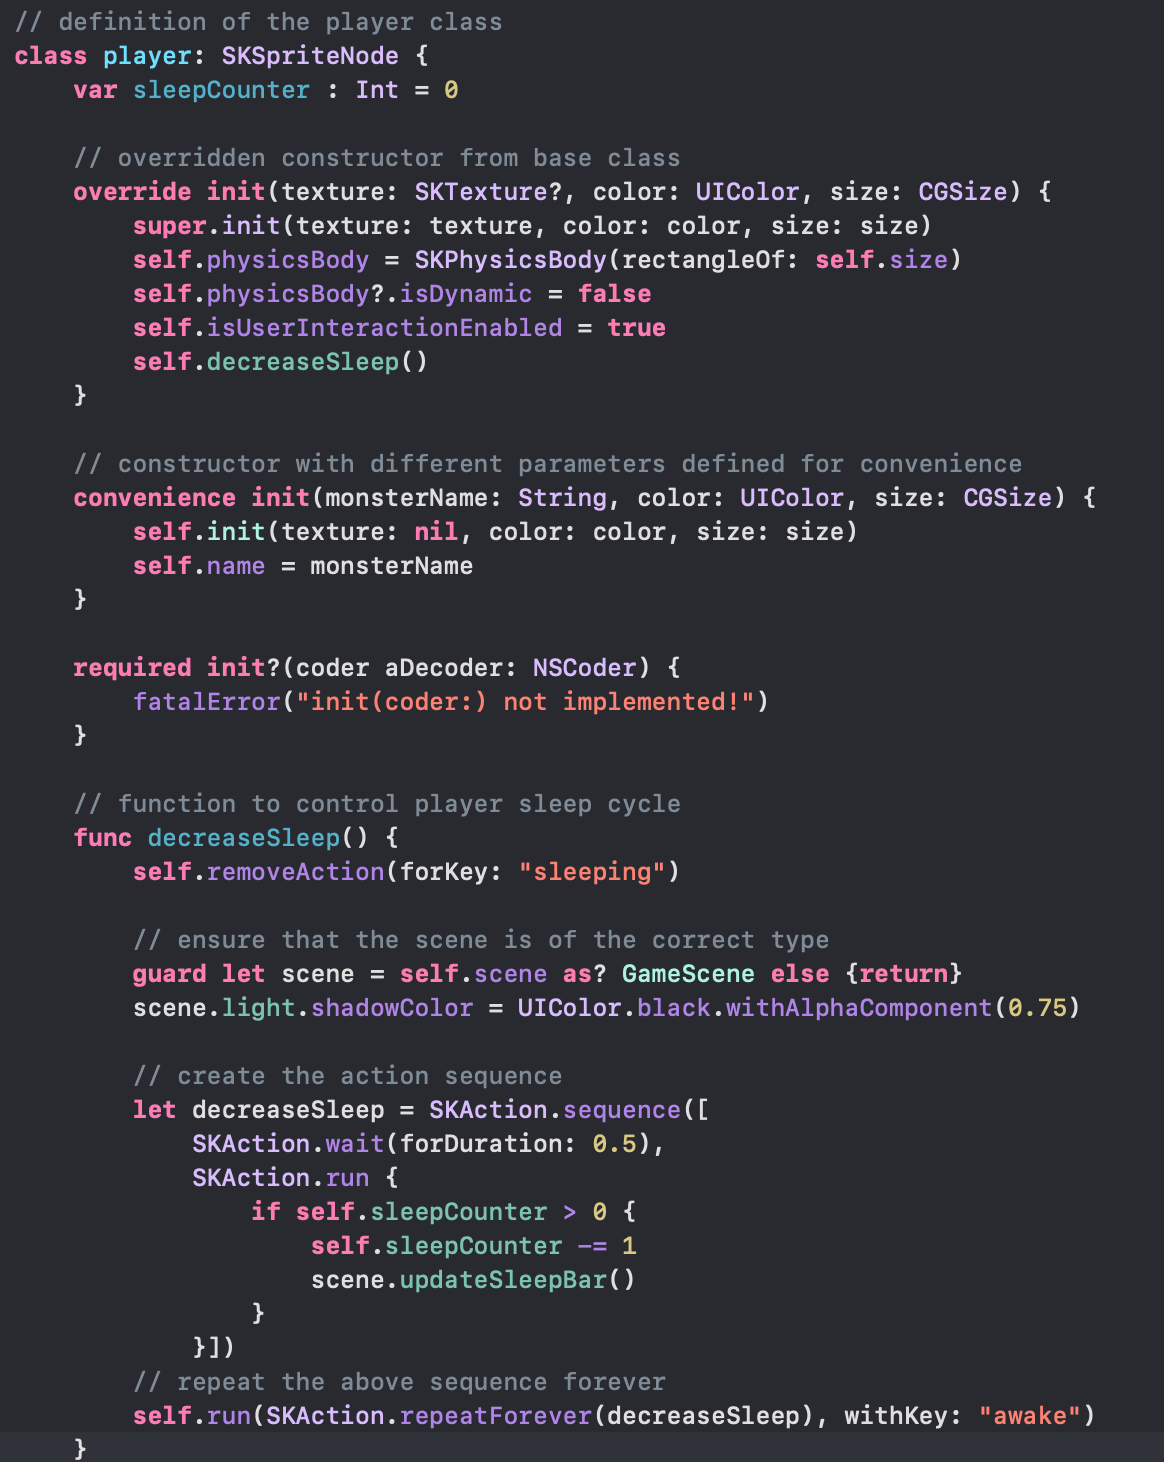 // definition of the player class
class player: SKSpriteNode {
    var sleepCounter : Int = 0

    // overridden constructor from base class
    override init(texture: SKTexture?, color: UIColor, size: CGSize) {
        super.init(texture: texture, color: color, size: size)
        self.physicsBody = SKPhysicsBody(rectangleOf: self.size)
        self.physicsBody?.isDynamic = false
        self.isUserInteractionEnabled = true
        self.decreaseSleep()
    }

    // constructor with different parameters defined for convenience
    convenience init(monsterName: String, color: UIColor, size: CGSize) {
        self.init(texture: nil, color: color, size: size)
        self.name = monsterName
    }

    required init?(coder aDecoder: NSCoder) {
        fatalError("init(coder:) not implemented!")
    }

    // function to control player sleep cycle
    func decreaseSleep() {
        self.removeAction(forKey: "sleeping")

        // ensure that the scene is of the correct type
        guard let scene = self.scene as? GameScene else {return}
        scene.light.shadowColor = UIColor.black.withAlphaComponent(0.75)

        // create the action sequence
        let decreaseSleep = SKAction.sequence([
            SKAction.wait(forDuration: 0.5),
            SKAction.run {
                if self.sleepCounter > 0 {
                    self.sleepCounter -= 1
                    scene.updateSleepBar()
                }
            }])
        // repeat the above sequence forever
        self.run(SKAction.repeatForever(decreaseSleep), withKey: "awake")
    }